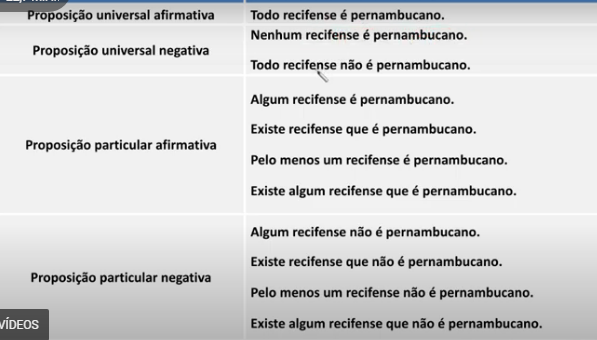 Proposição universal afirmativa
Todo recifense é pernambucano.
Proposição universal negativa
Nenhum recifense é pernambucano.
Todo recifense não é pernambucano.
Proposição particular afirmativa
Algum recifense é pernambucano.
Existe recifense que é pernambucano.
Pelo menos um recifense é pernambucano.
Existe algum recifense que é pernambucano.
Proposição particular negativa
Algum recifense não é pernambucano.
Existe recifense que não é pernambucano.
Pelo menos um recifense não é pernambucano.
Existe algum recifense que não é pernambucano.
VÍDEOS